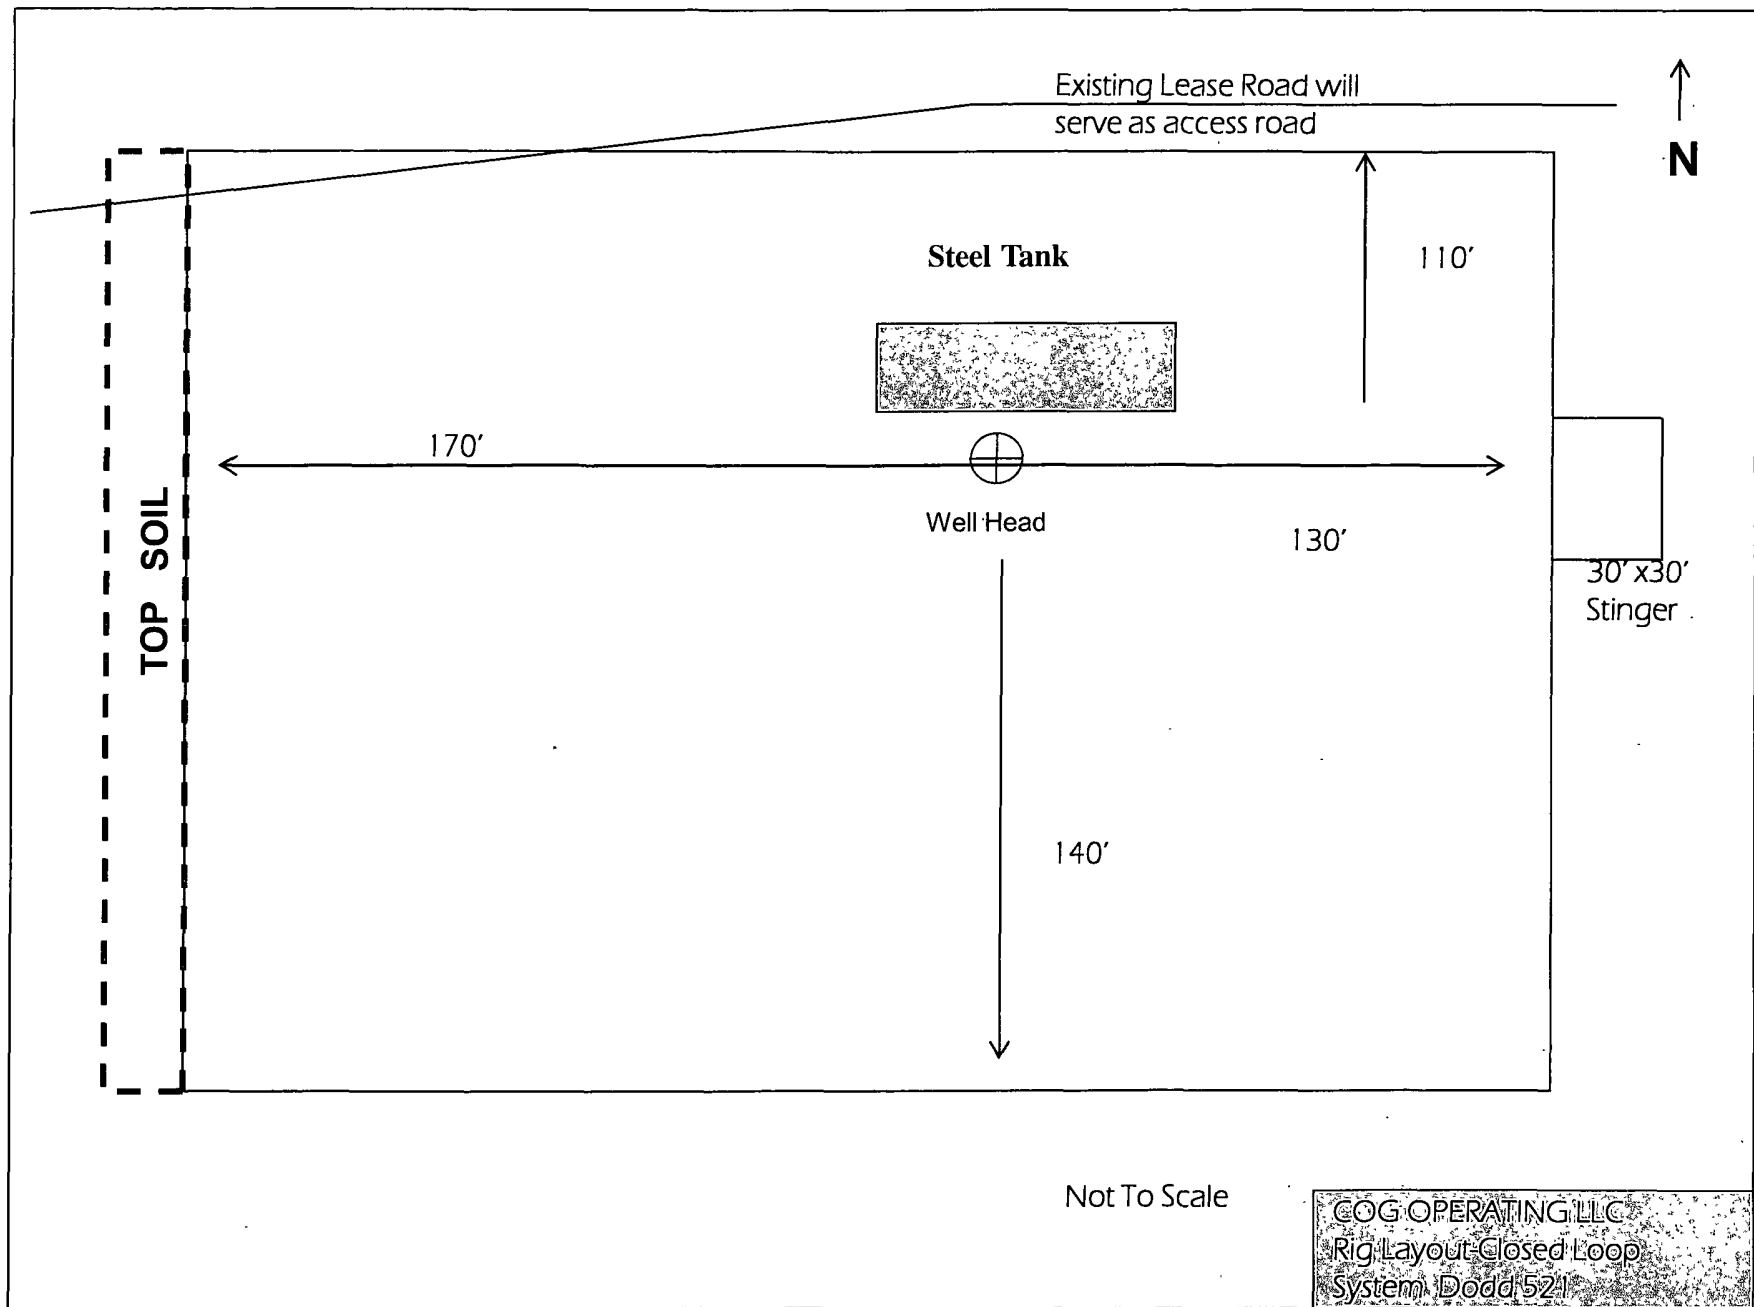 Existing Lease Road will
serve as access road
N
Steel Tank
110'
170'
Well Head
130'
TOP SOIL
30'x30'
Stinger
140'
Not To Scale
COG OPERATING LLC
Rig Layout-Closed Loop
System Dodd 521